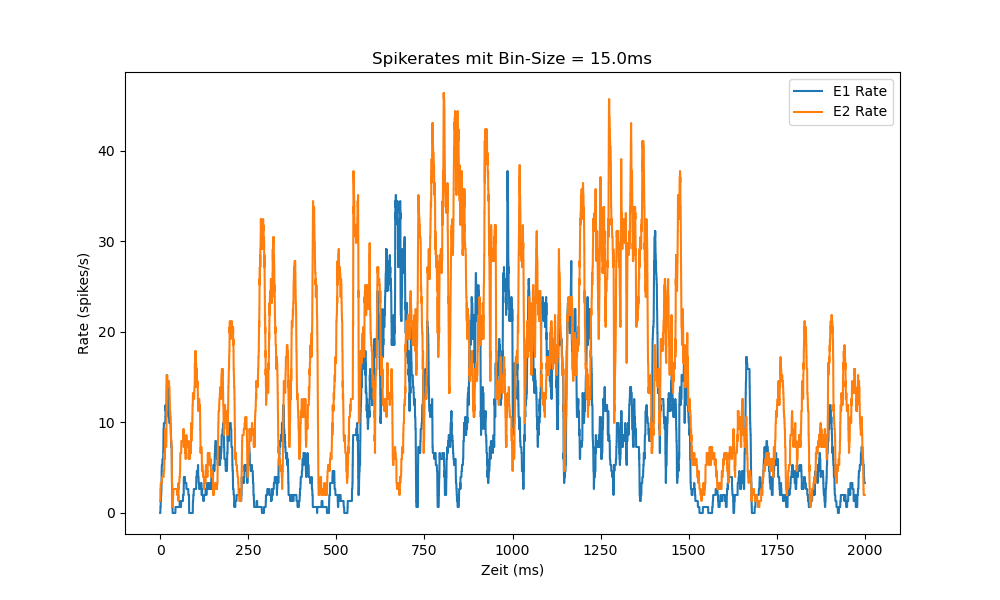 Spikerates mit Bin-Size = 15.0ms
E1 Rate
E2 Rate
Rate (spikes/s)
40
30
20
10
0
0 250 500 750 1000 1250 1500 1750 2000
Zeit (ms)